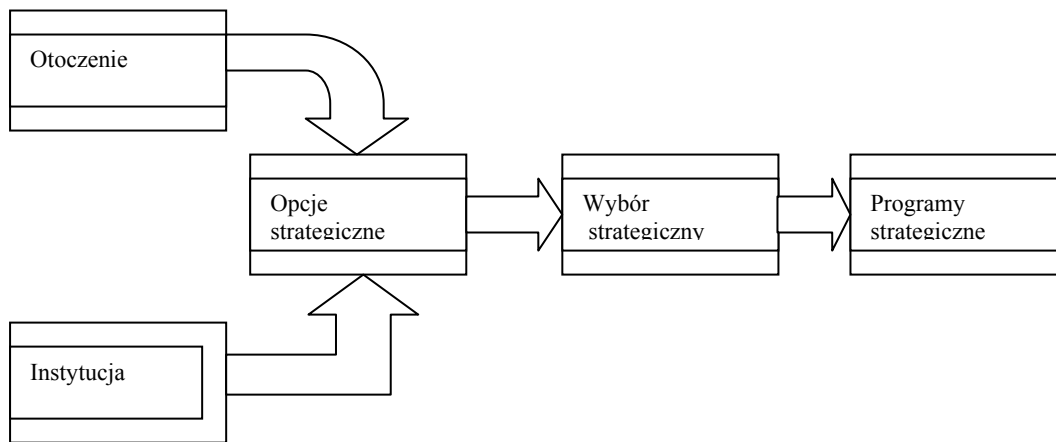 Otoczenie
Opcje
strategiczne
Wybór
strategiczny
Programy
strategiczne
Instytucja